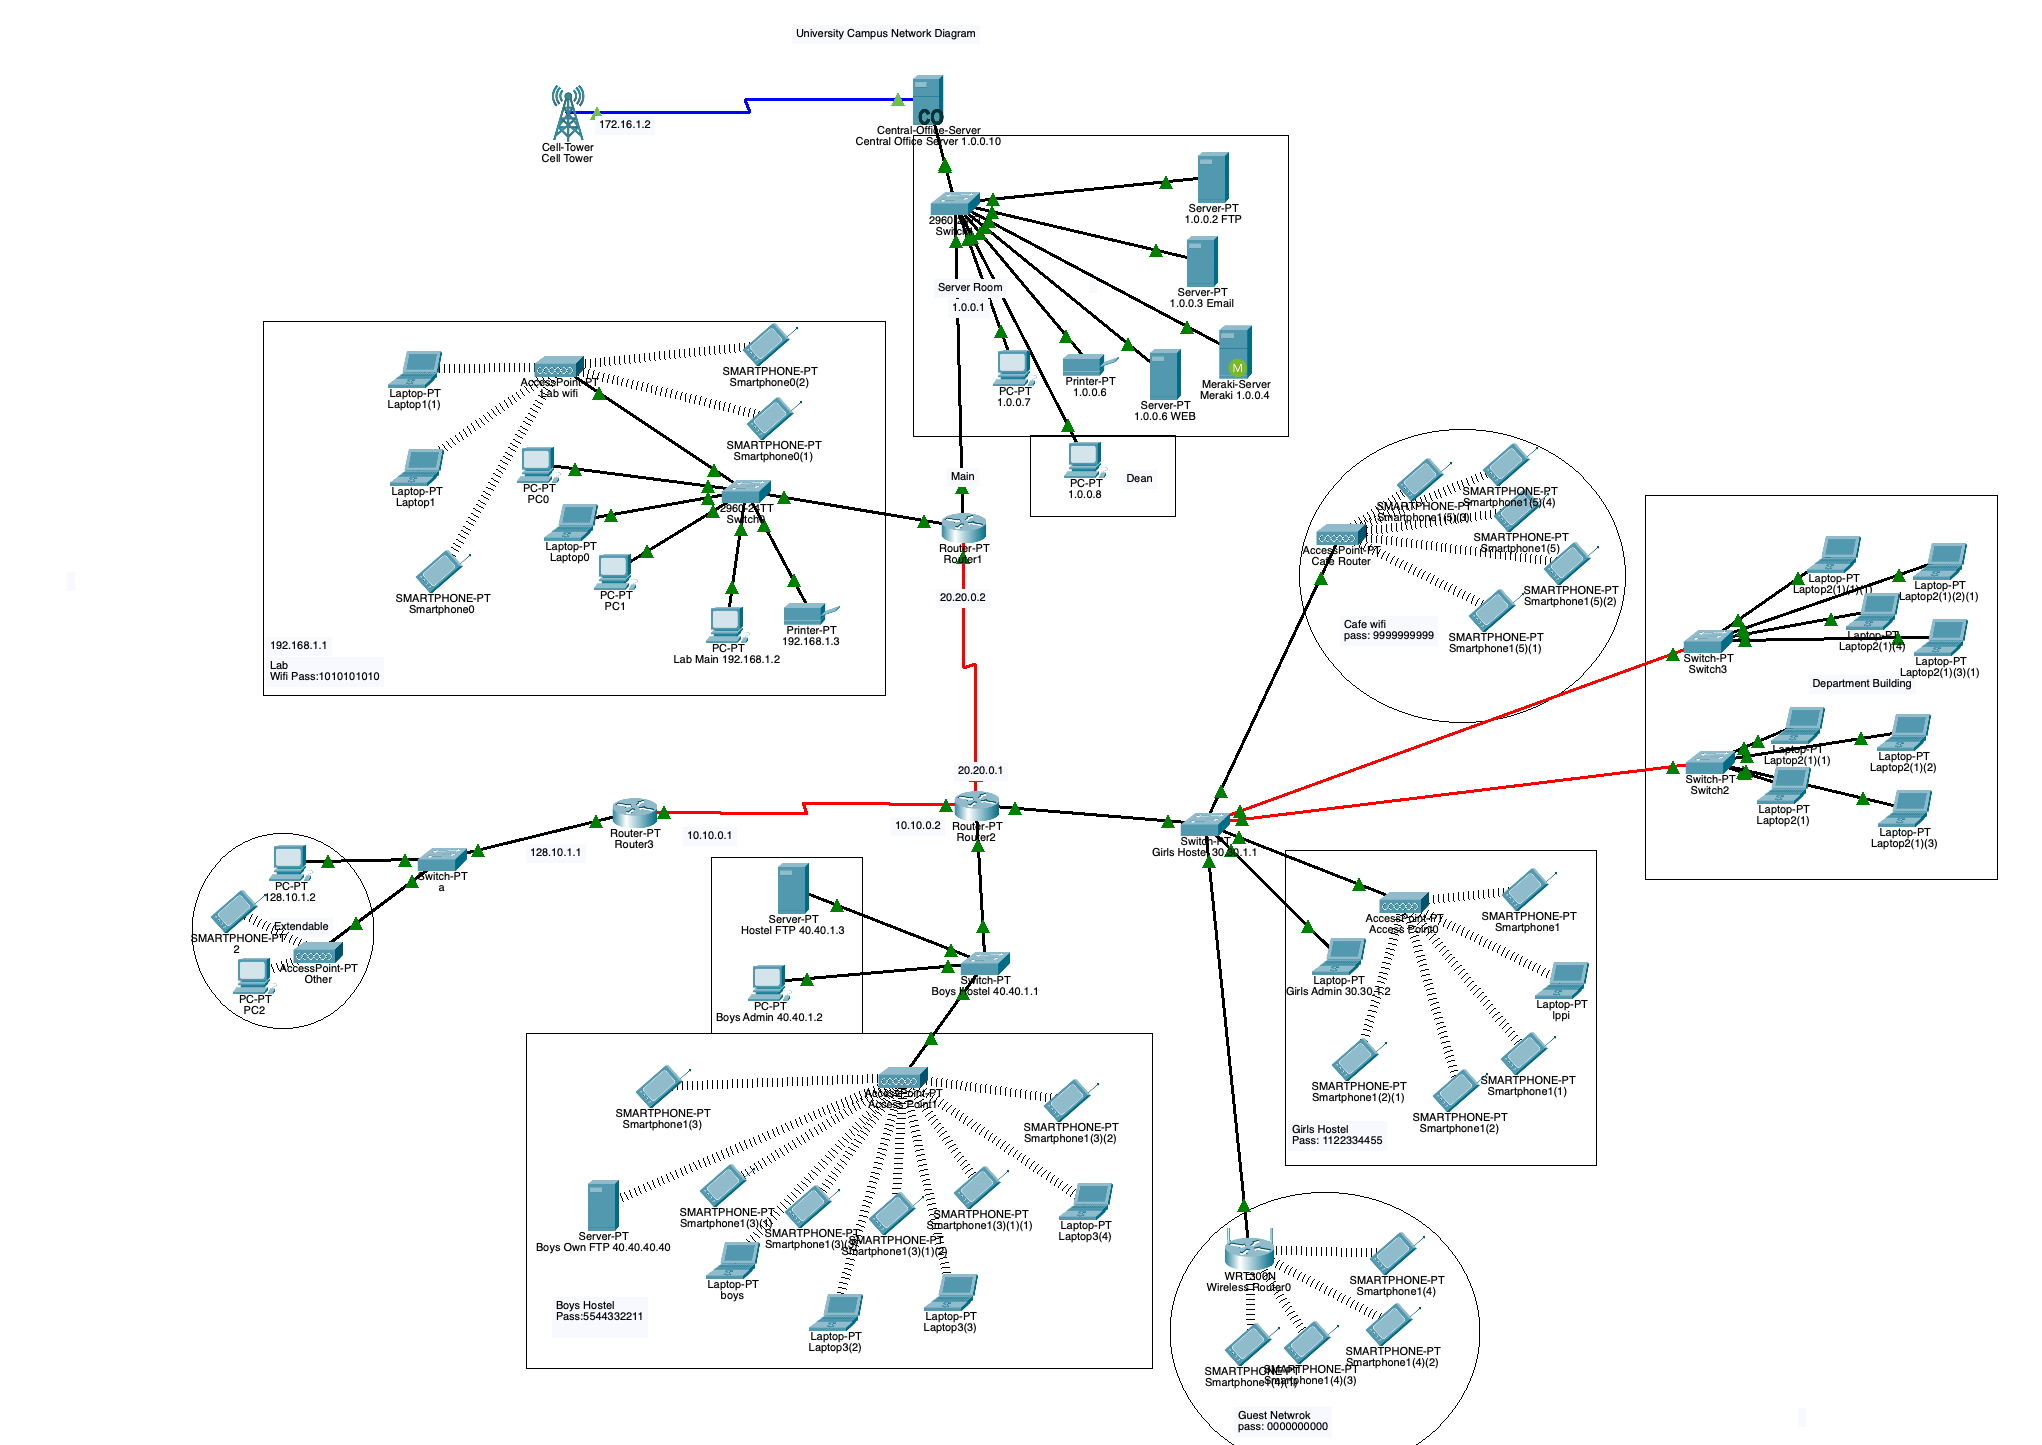 University Campus Network Diagram
172.16.1.2
Cell-Tower
Cell Tower
CO
Central-Office-Server
Central Office Server 1.0.0.10
Server-PT
1.0.0.2 FTP
Server-PT
1.0.0.3 Email
Server Room
1.0.0.1
M
Meraki-Server
Meraki 1.0.0.4
PC-PT
1.0.0.7
Printer-PT
1.0.0.6
Server-PT
1.0.0.6 WEB
PC-PT
1.0.0.8
Dean
Main
Laptop-PT
Laptop1(1)
AccessPoint-PT
Lab wifi
SMARTPHONE-PT
Smartphone0(2)
SMARTPHONE-PT
Smartphone0(1)
Laptop-PT
Laptop1
PC-PT
PC0
2960-24TT
Laptop-PT
Laptop0
PC-PT
PC1
SMARTPHONE-PT
Smartphone0
PC-PT
Lab Main 192.168.1.2
Printer-PT
192.168.1.3
192.168.1.1
Lab
Wifi Pass:1010101010
Router-PT
Router1
20.20.0.2
20.20.0.1
AccessPoint-PT
Cafe Router
SMARTPHONE-PT
Smartphone1(5)(3)
SMARTPHONE-PT
Smartphone1(5)(4)
SMARTPHONE-PT
Smartphone1(5)
SMARTPHONE-PT
Smartphone1(5)(2)
SMARTPHONE-PT
Smartphone1(5)(1)
Cafe wifi
pass: 9999999999
Laptop-PT
Laptop2(1)(1)(1)
Laptop-PT
Laptop2(1)(2)(1)
Laptop-PT
Laptop2(1)(4)
Laptop-PT
Laptop2(1)(3)(1)
Switch-PT
Switch3
Department Building
Laptop-PT
Laptop2(1)(1)
Laptop-PT
Laptop2(1)(2)
Switch-PT
Switch2
Laptop-PT
Laptop2(1)
Laptop-PT
Laptop2(1)(3)
Router-PT
Router3
10.10.0.1
10.10.0.2
Router-PT
Router2
Switch-PT
128.10.1.1
Switch-PT
a
PC-PT
128.10.1.2
Extendable
SMARTPHONE-PT
2
AccessPoint-PT
Other
PC-PT
PC2
Server-PT
Hostel FTP 40.40.1.3
PC-PT
Boys Admin 40.40.1.2
Switch-PT
Boys Hostel 40.40.1.1
AccessPoint-PT
Access Point0
SMARTPHONE-PT
Smartphone1
Laptop-PT
Girls Admin 30.30.1.2
Laptop-PT
lppi
SMARTPHONE-PT
Smartphone1(2)(1)
SMARTPHONE-PT
Smartphone1(1)
SMARTPHONE-PT
Smartphone1(2)
Girls Hostel
Pass: 1122334455
AccessPoint-PT
Access Point1
SMARTPHONE-PT
Smartphone1(3)
SMARTPHONE-PT
Smartphone1(3)(2)
Server-PT
Boys Own FTP 40.40.40.40
SMARTPHONE-PT
Smartphone1(3)(1)
SMARTPHONE-PT
SMARTPHONE-PT
Smartphone1(3)(1)(2)
SMARTPHONE-PT
Smartphone1(3)(1)(1)
Laptop-PT
Laptop3(4)
Laptop-PT
boys
Laptop-PT
Laptop3(2)
Laptop-PT
Laptop3(3)
Boys Hostel
Pass:5544332211
WRT300N
Wireless Router0
SMARTPHONE-PT
Smartphone1(4)
SMARTPHONE-PT
Smartphone1(4)(2)
SMARTPHONE-PT
Smartphone1(4)(1)
SMARTPHONE-PT
Smartphone1(4)(3)
Guest Netwrok
pass: 0000000000